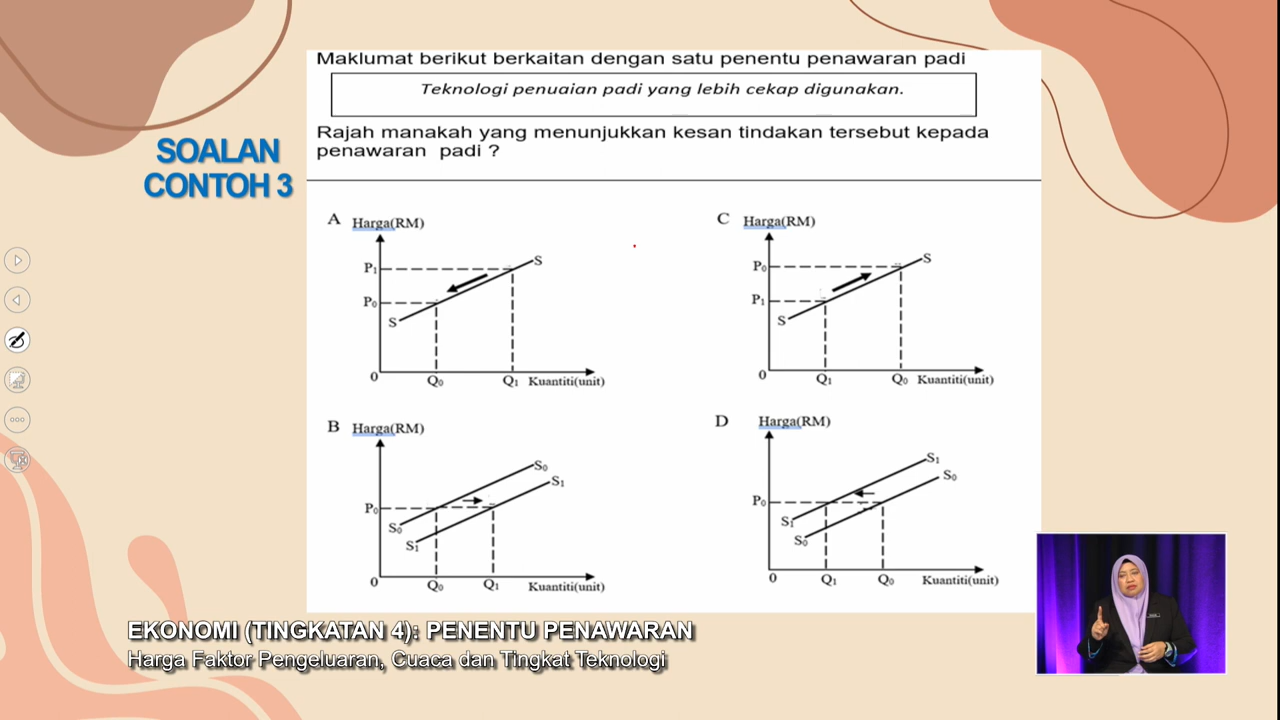 Maklumat berikut berkaitan dengan satu penentu penawaran padi
Teknologi penuaian padi yang lebih cekap digunakan.
Rajah manakah yang menunjukkan kesan tindakan tersebut kepada
penawaran padi ?
SOALAN
CONTOH 3
A Harga(RM)
P₁
P₀
S
S
0
Q₀
Q₁
Kuantiti(unit)
C Harga(RM)
P₀
P₁
S
S
0
Q₁
Q₀
Kuantiti(unit)
B Harga(RM)
S₀
S₁
P₀
S₀
S₁
0
Q₀
Q₁
Kuantiti(unit)
D Harga(RM)
S₁
S₀
P₀
S₁
S₀
0
Q₁
Q₀
Kuantiti(unit)
EKONOMI (TINGKATAN 4): PENENTU PENAWARAN
Harga Faktor Pengeluaran, Cuaca dan Tingkat Teknologi